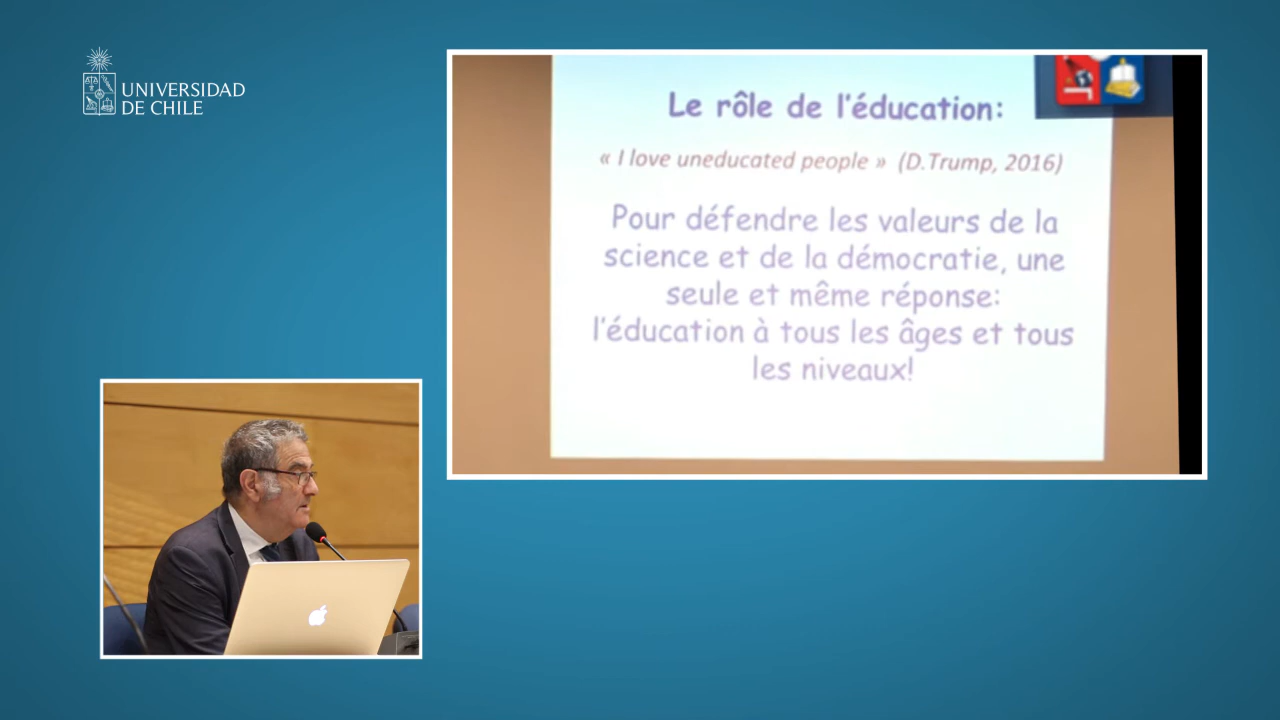 UNIVERSIDAD
DE CHILE
Le rôle de l'éducation:
« I love uneducated people » (D.Trump, 2016)
Pour défendre les valeurs de la
science et de la démocratie, une
seule et même réponse:
l'éducation à tous les âges et tous
les niveaux!